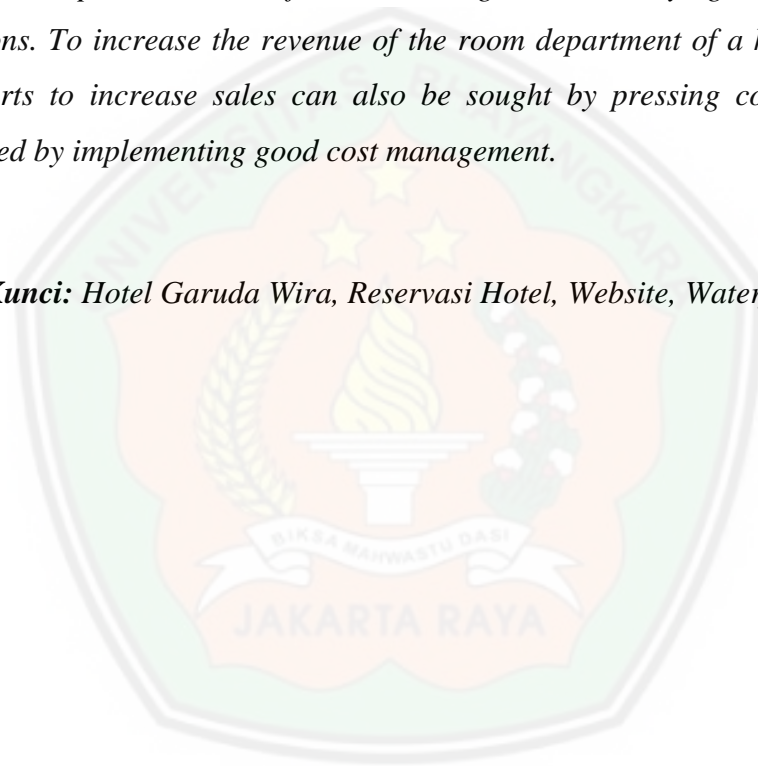 ons. To increase the revenue of the room department of a
rts to increase sales can also be sought by pressing co
ed by implementing good cost management.
Kunci: Hotel Garuda Wira, Reservasi Hotel, Website, Water
UNIVERSITAS BHAYANGKARA
BIKSA MAHWASTU DASI
JAKARTA RAYA